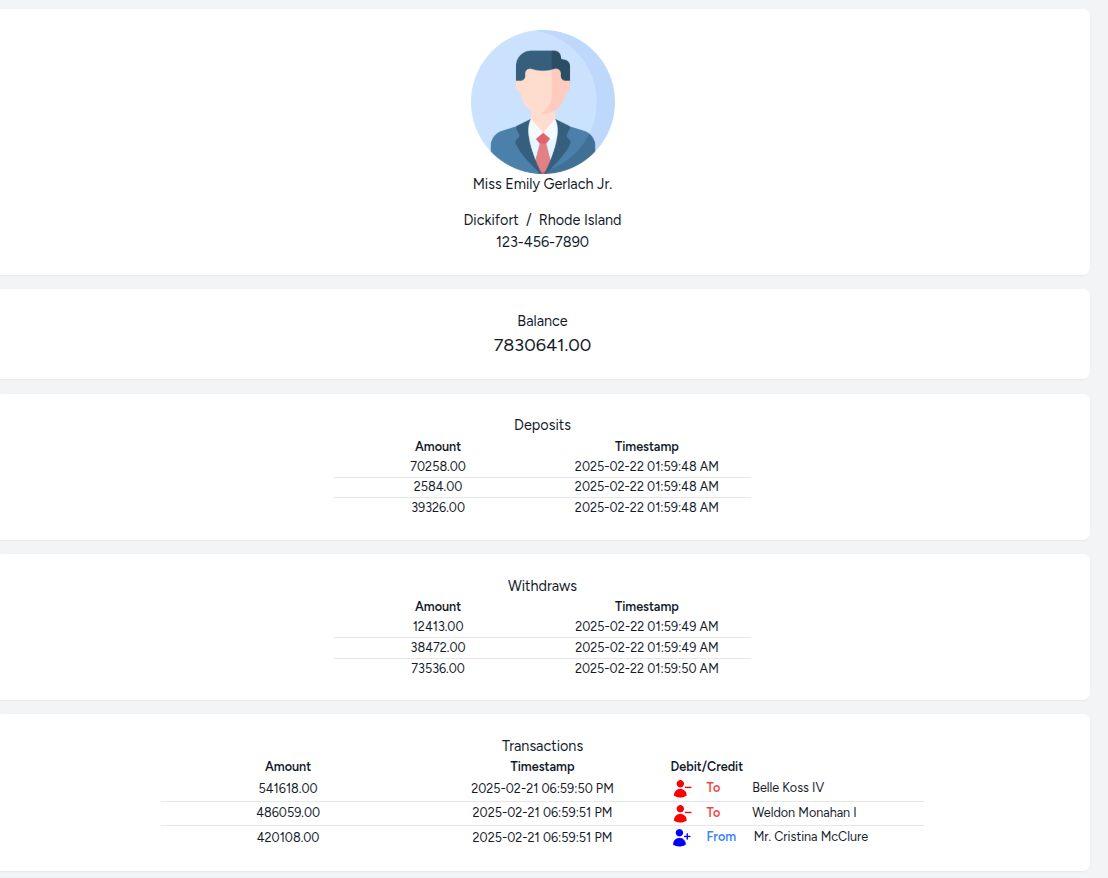 Miss Emily Gerlach Jr.
Dickifort / Rhode Island
123-456-7890
Balance
7830641.00
Deposits
Amount Timestamp
70258.00 2025-02-22 01:59:48 AM
2584.00 2025-02-22 01:59:48 AM
39326.00 2025-02-22 01:59:48 AM
Withdraws
Amount Timestamp
12413.00 2025-02-22 01:59:49 AM
38472.00 2025-02-22 01:59:49 AM
73536.00 2025-02-22 01:59:50 AM
Transactions
Amount Timestamp Debit/Credit
541618.00 2025-02-21 06:59:50 PM To Belle Koss IV
486059.00 2025-02-21 06:59:51 PM To Weldon Monahan I
420108.00 2025-02-21 06:59:51 PM From Mr. Cristina McClure